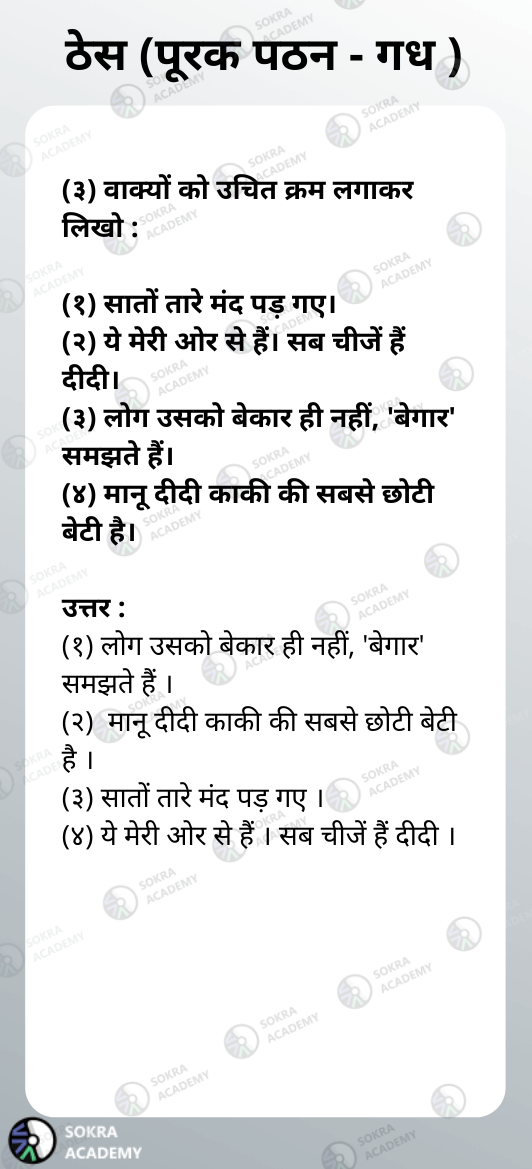 ठेस (पूरक पठन - गध )
(३) वाक्यों को उचित क्रम लगाकर
लिखो :
(१) सातों तारे मंद पड़ गए।
(२) ये मेरी ओर से हैं। सब चीजें हैं
दीदी।
(३) लोग उसको बेकार ही नहीं, 'बेगार'
समझते हैं।
(४) मानू दीदी काकी की सबसे छोटी
बेटी है।
उत्तर :
(१) लोग उसको बेकार ही नहीं, 'बेगार'
समझते हैं ।
(२)  मानू दीदी काकी की सबसे छोटी बेटी
है ।
(३) सातों तारे मंद पड़ गए ।
(४) ये मेरी ओर से हैं । सब चीजें हैं दीदी ।
SOKRA
ACADEMY